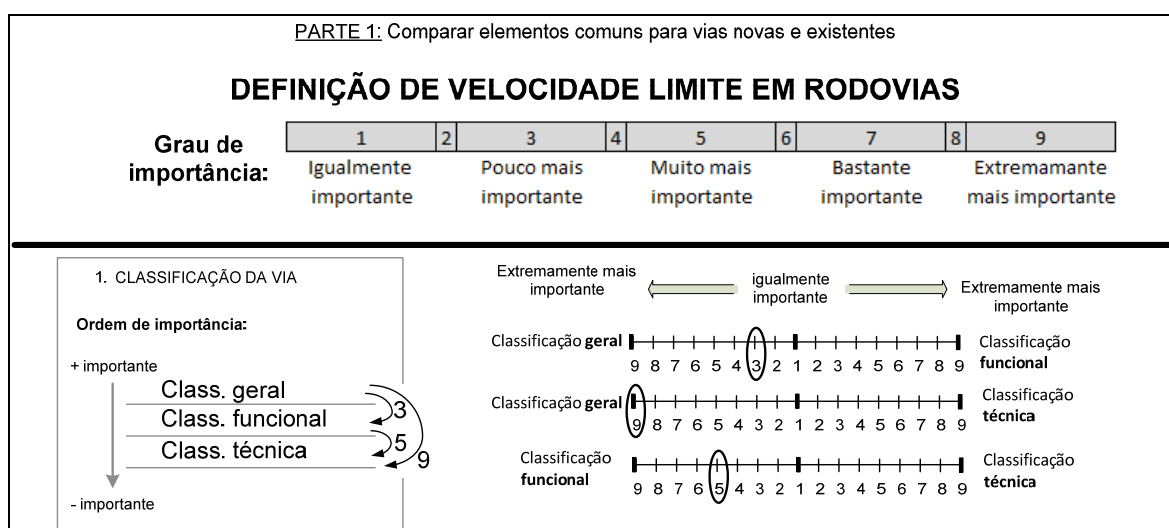 PARTE 1: Comparar elementos comuns para vias novas e existentes
DEFINIÇÃO DE VELOCIDADE LIMITE EM RODOVIAS
Grau de
importância:
1 2 3 4 5 6 7 8 9
Igualmente Pouco mais Muito mais Bastante Extremamante
importante importante importante importante mais importante
1. CLASSIFICAÇÃO DA VIA
Ordem de importância:
+ importante
Class. geral
3
Class. funcional
5
Class. técnica
9
- importante
Extremamente mais
importante
igualmente
importante
Extremamente mais
importante
Classificação geral
9 8 7 6 5 4 3 2 1 2 3 4 5 6 7 8 9
Classificação
funcional
Classificação geral
9 8 7 6 5 4 3 2 1 2 3 4 5 6 7 8 9
Classificação
técnica
Classificação
funcional
9 8 7 6 5 4 3 2 1 2 3 4 5 6 7 8 9
Classificação
técnica